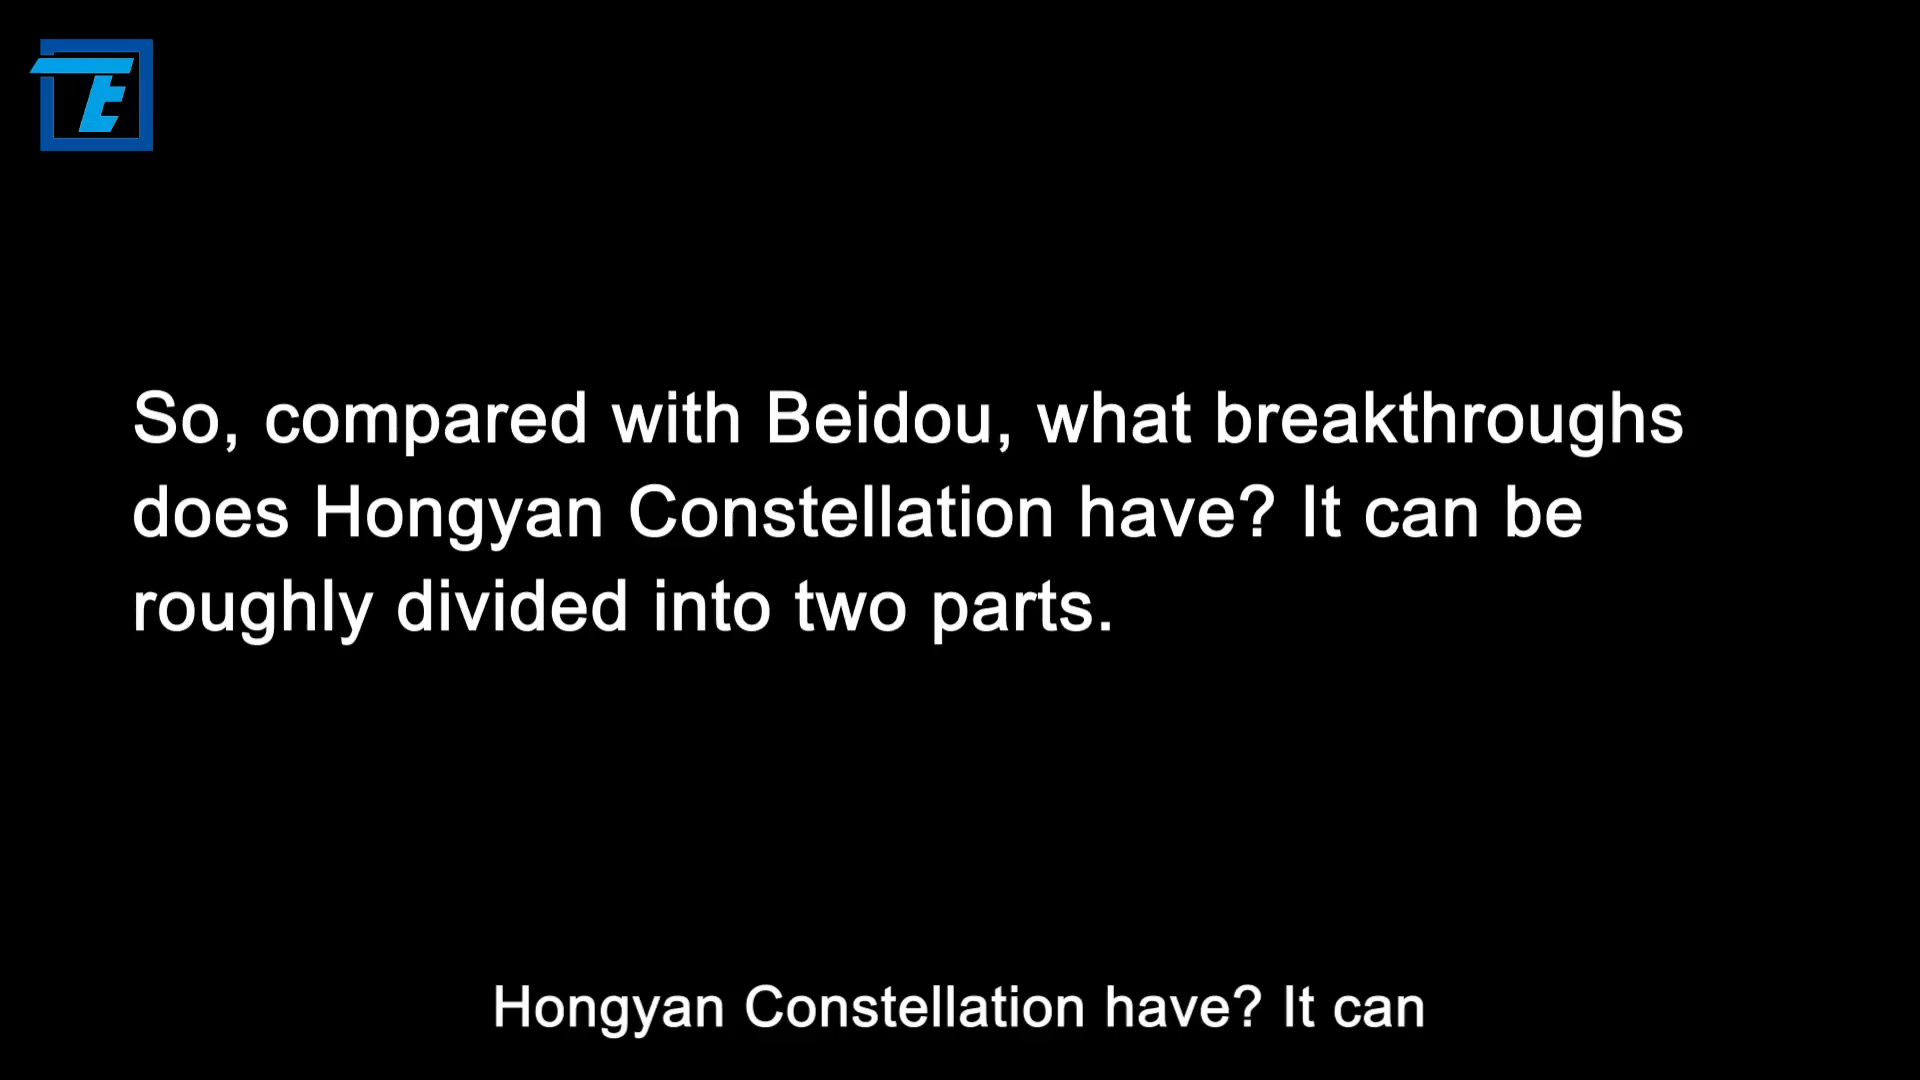 So, compared with Beidou, what breakthroughs
does Hongyan Constellation have? It can be
roughly divided into two parts.
Hongyan Constellation have? It can